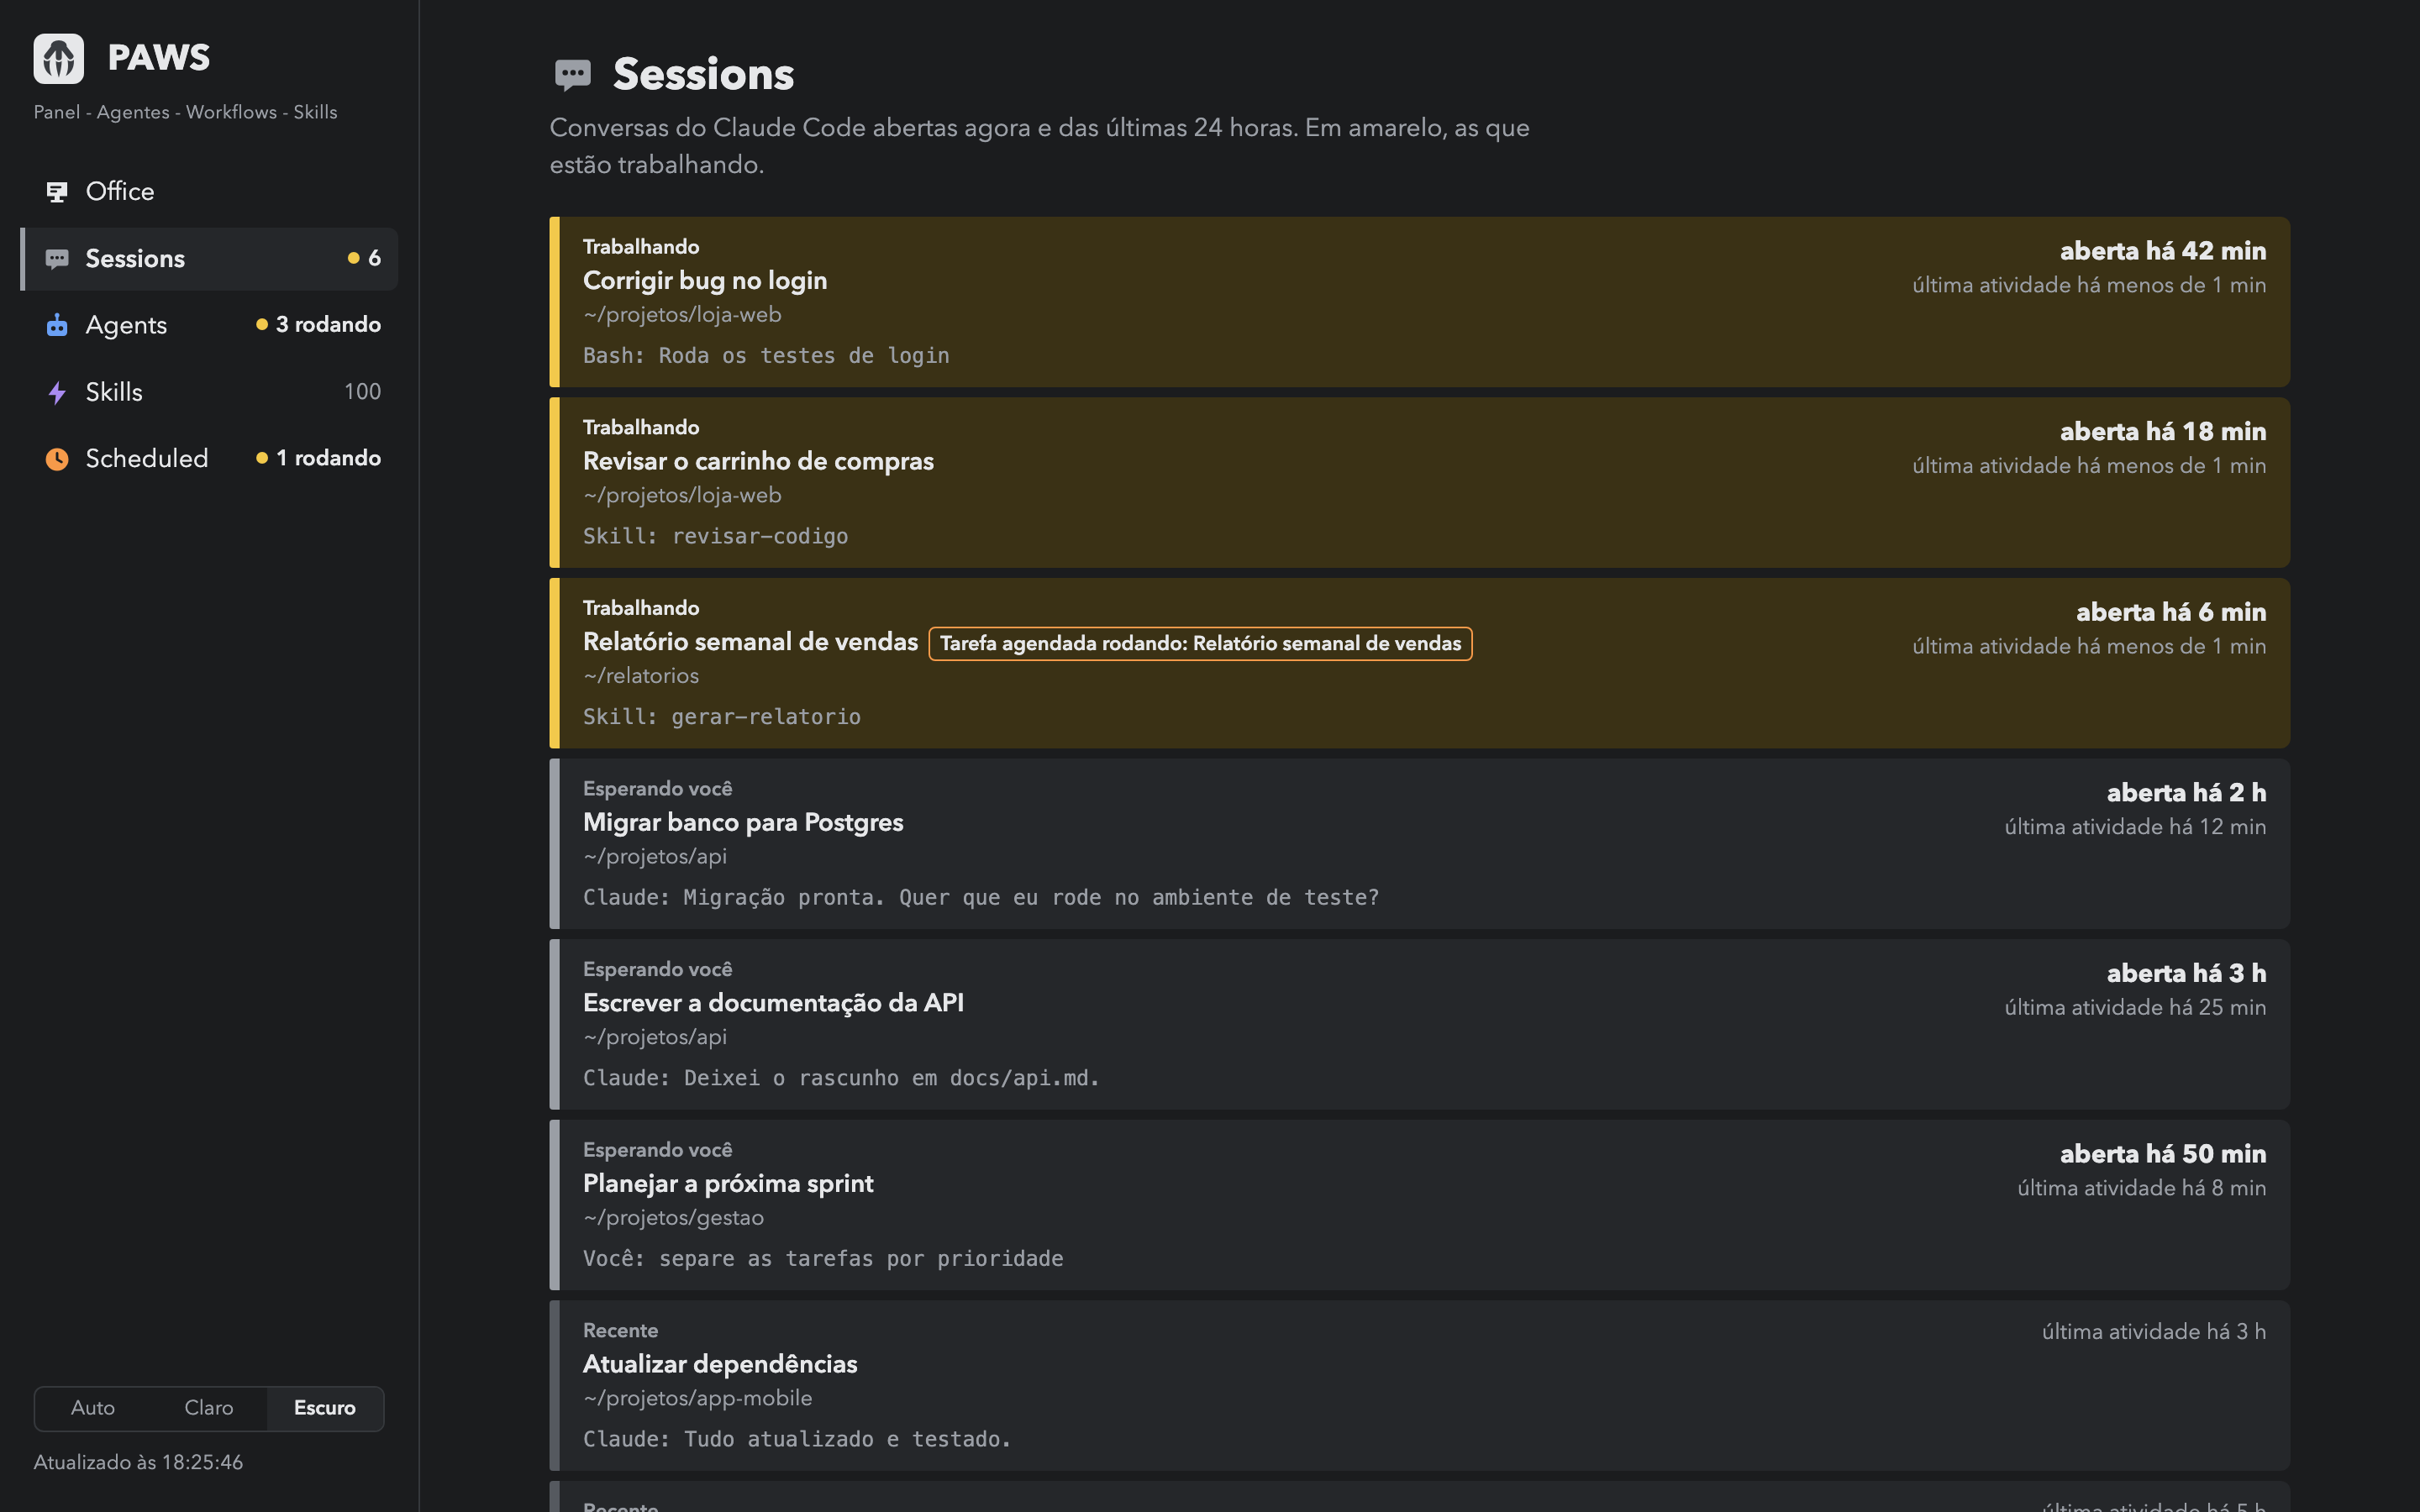 PAWS
Panel - Agentes - Workflows - Skills
Office
Sessions 6
Agents 3 rodando
Skills 100
Scheduled 1 rodando
Auto Claro Escuro
Atualizado às 18:25:46
Sessions
Conversas do Claude Code abertas agora e das últimas 24 horas. Em amarelo, as que
estão trabalhando.
Trabalhando
aberta há 42 min
Corrigir bug no login
última atividade há menos de 1 min
~/projetos/loja-web
Bash: Roda os testes de login
Trabalhando
aberta há 18 min
Revisar o carrinho de compras
última atividade há menos de 1 min
~/projetos/loja-web
Skill: revisar-codigo
Trabalhando
aberta há 6 min
Relatório semanal de vendas Tarefa agendada rodando: Relatório semanal de vendas
última atividade há menos de 1 min
~/relatorios
Skill: gerar-relatorio
Esperando você
aberta há 2 h
Migrar banco para Postgres
última atividade há 12 min
~/projetos/api
Claude: Migração pronta. Quer que eu rode no ambiente de teste?
Esperando você
aberta há 3 h
Escrever a documentação da API
última atividade há 25 min
~/projetos/api
Claude: Deixei o rascunho em docs/api.md.
Esperando você
aberta há 50 min
Planejar a próxima sprint
última atividade há 8 min
~/projetos/gestao
Você: separe as tarefas por prioridade
Recente
última atividade há 3 h
Atualizar dependências
~/projetos/app-mobile
Claude: Tudo atualizado e testado.
Recente
última atividade há 5 h